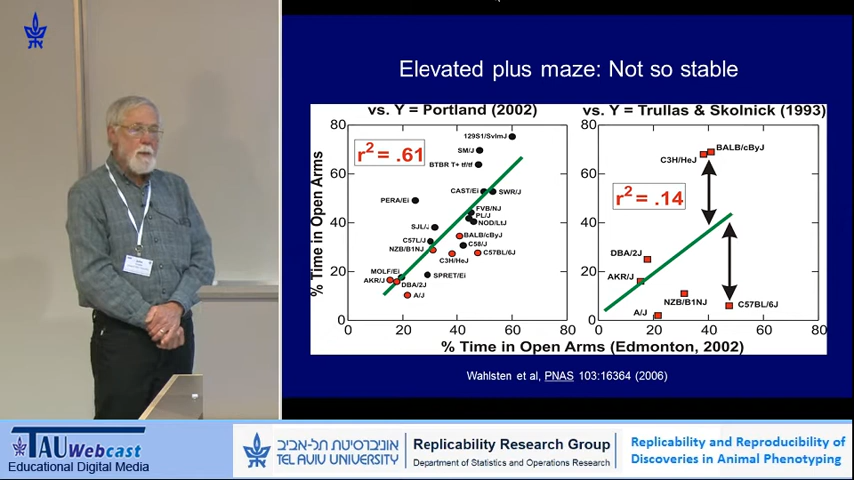 Elevated plus maze: Not so stable
vs. Y = Portland (2002)
vs. Y = Trullas & Skolnick (1993)
% Time in Open Arms
80
60
40
20
0
r² = .61
129S1/SvImJ
SM/J
BTBR T+ tf/tf
CAST/Ei
SWR/J
PERA/Ei
FVB/NJ
PL/J
NOD/LtJ
SJL/J
BALB/cByJ
C57L/J
C58/J
NZB/B1NJ
C3H/HeJ
C57BL/6J
MOLF/Ei
SPRET/Ei
AKR/J
DBA/2J
A/J
0
20
40
60
80
80
60
40
20
0
r² = .14
BALB/cByJ
C3H/HeJ
DBA/2J
AKR/J
NZB/B1NJ
C57BL/6J
A/J
0
20
40
60
80
% Time in Open Arms (Edmonton, 2002)
Wahlsten et al, PNAS 103:16364 (2006)
TAU Webcast
Educational Digital Media
אוניברסיטת תל-אביב
TEL AVIV UNIVERSITY
Replicability Research Group
Department of Statistics and Operations Research
Replicability and Reproducibility of
Discoveries in Animal Phenotyping